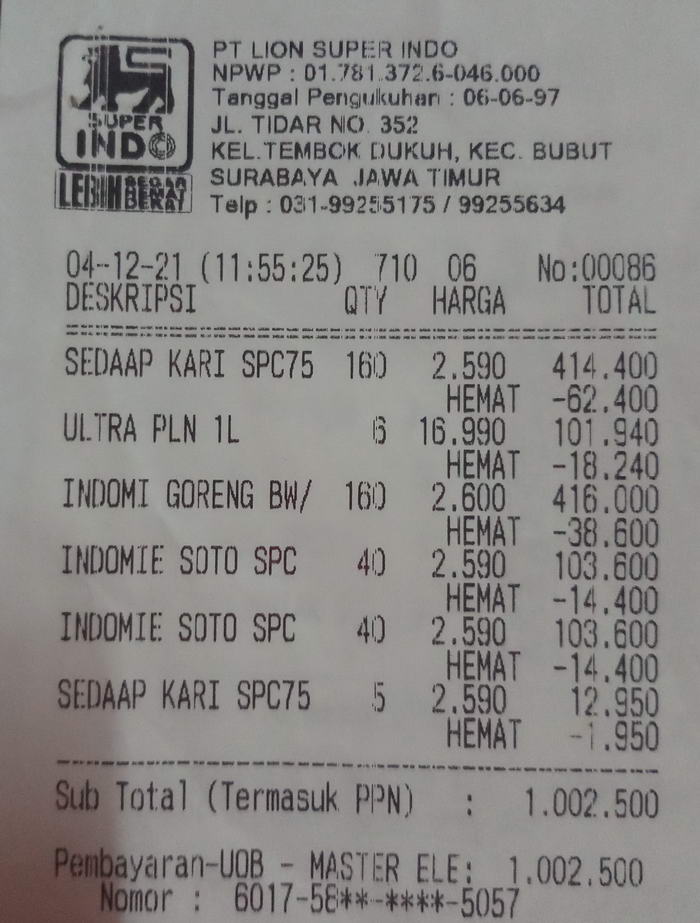 SUPER
INDO
LEBIH SEGAR
HEMAT
DEKAT
PT LION SUPER INDO
NPWP : 01.781.372.6-046.000
Tanggal Pengukuhan : 06-06-97
JL. TIDAR NO. 352
KEL.TEMBOK DUKUH, KEC. BUBUT
SURABAYA JAWA TIMUR
Telp : 031-99255175 / 99255634
04-12-21 (11:55:25) 710 06 No:00086
DESKRIPSI QTY HARGA TOTAL
SEDAAP KARI SPC75 160 2.590 414.400
HEMAT -62.400
ULTRA PLN 1L 6 16.990 101.940
HEMAT -18.240
INDOMI GORENG BW/ 160 2.600 416.000
HEMAT -38.600
INDOMIE SOTO SPC 40 2.590 103.600
HEMAT -14.400
INDOMIE SOTO SPC 40 2.590 103.600
HEMAT -14.400
SEDAAP KARI SPC75 5 2.590 12.950
HEMAT -1.950
Sub Total (Termasuk PPN) : 1.002.500
Pembayaran-UOB - MASTER ELE: 1.002.500
Nomor : 6017-58**-****-5057